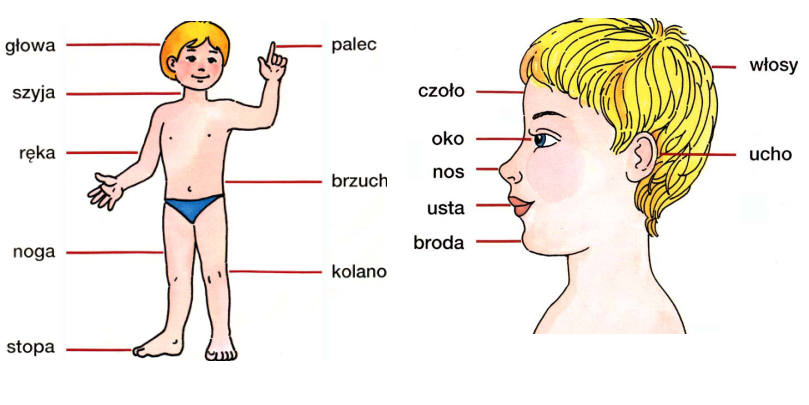 głowa
szyja
ręka
noga
stopa
palec
brzuch
kolano
czoło
oko
nos
usta
broda
włosy
ucho